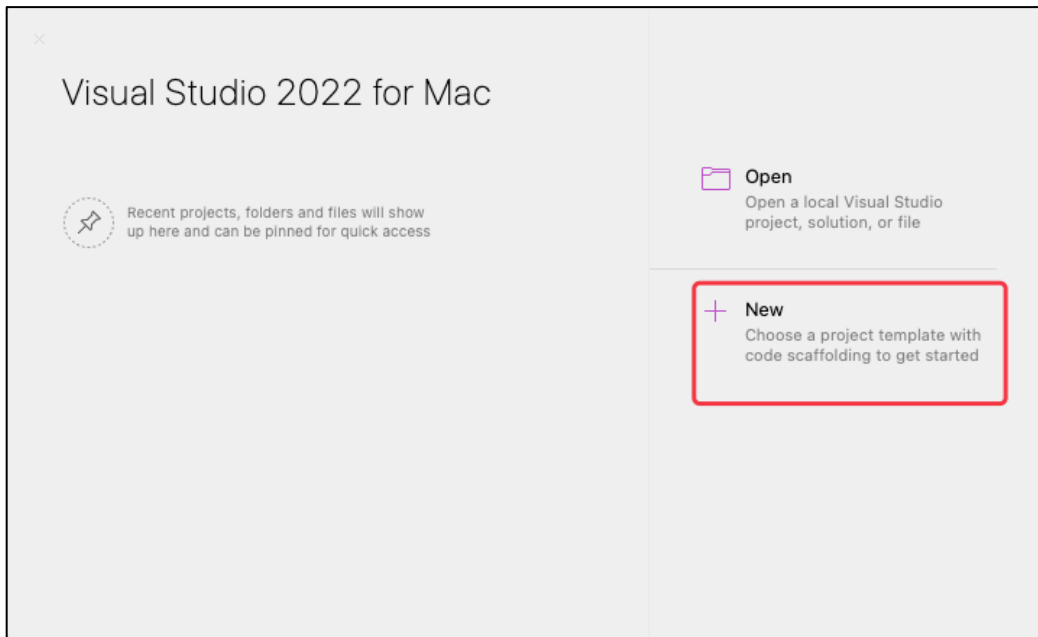 Visual Studio 2022 for Mac
Recent projects, folders and files will show
up here and can be pinned for quick access
Open
Open a local Visual Studio
project, solution, or file
New
Choose a project template with
code scaffolding to get started